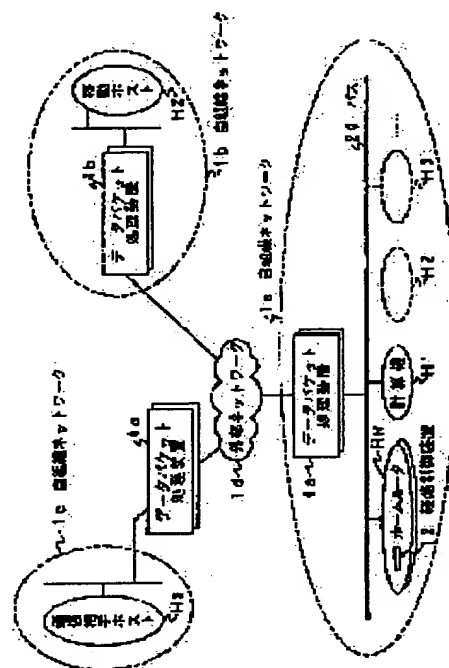 1c 自組織ネットワーク
通信相手ホスト
H3
4a
データパケット
処理装置
移動ホスト
H2
4b
データパケット
処理装置
1b 自組織ネットワーク
1d
外部ネットワーク
1a 自組織ネットワーク
データパケット
処理装置
4a
20 バス
HR
ホームルータ
2 経路制御装置
計算機
H1
H2
H3